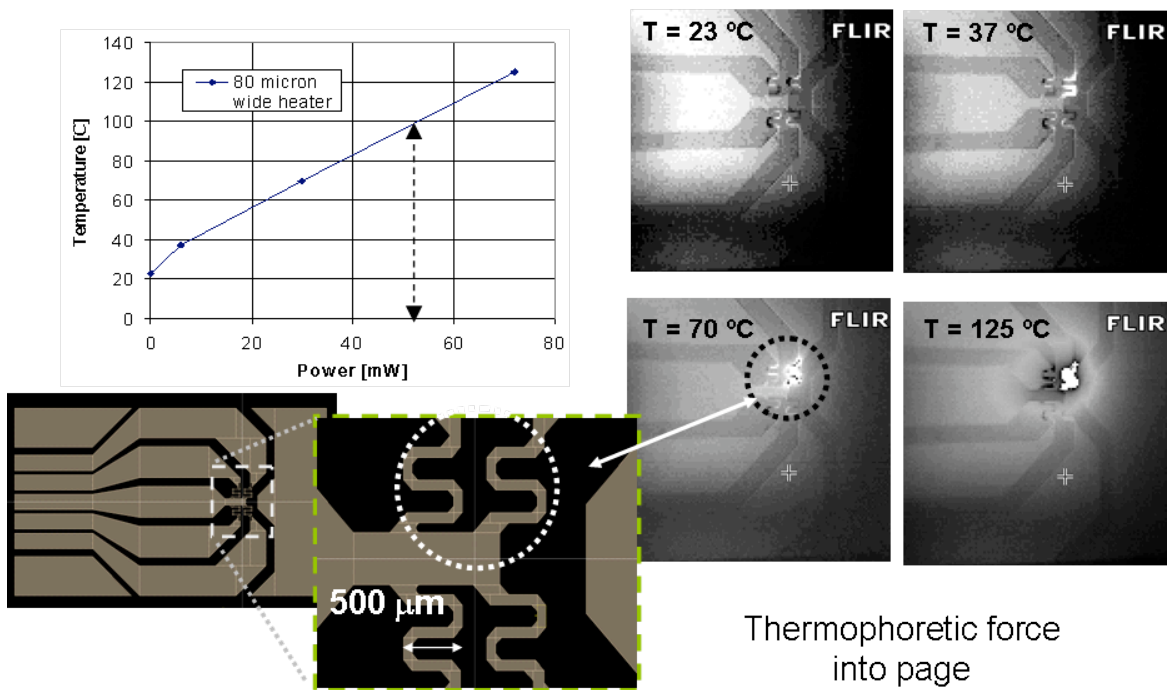 140
120
100
80
60
40
20
0
Temperature [C]
80 micron
wide heater
0
20
40
60
80
Power [mW]
T = 23 ºC
FLIR
T = 37 ºC
FLIR
T = 70 ºC
FLIR
T = 125 ºC
FLIR
500 μm
Thermophoretic force
into page